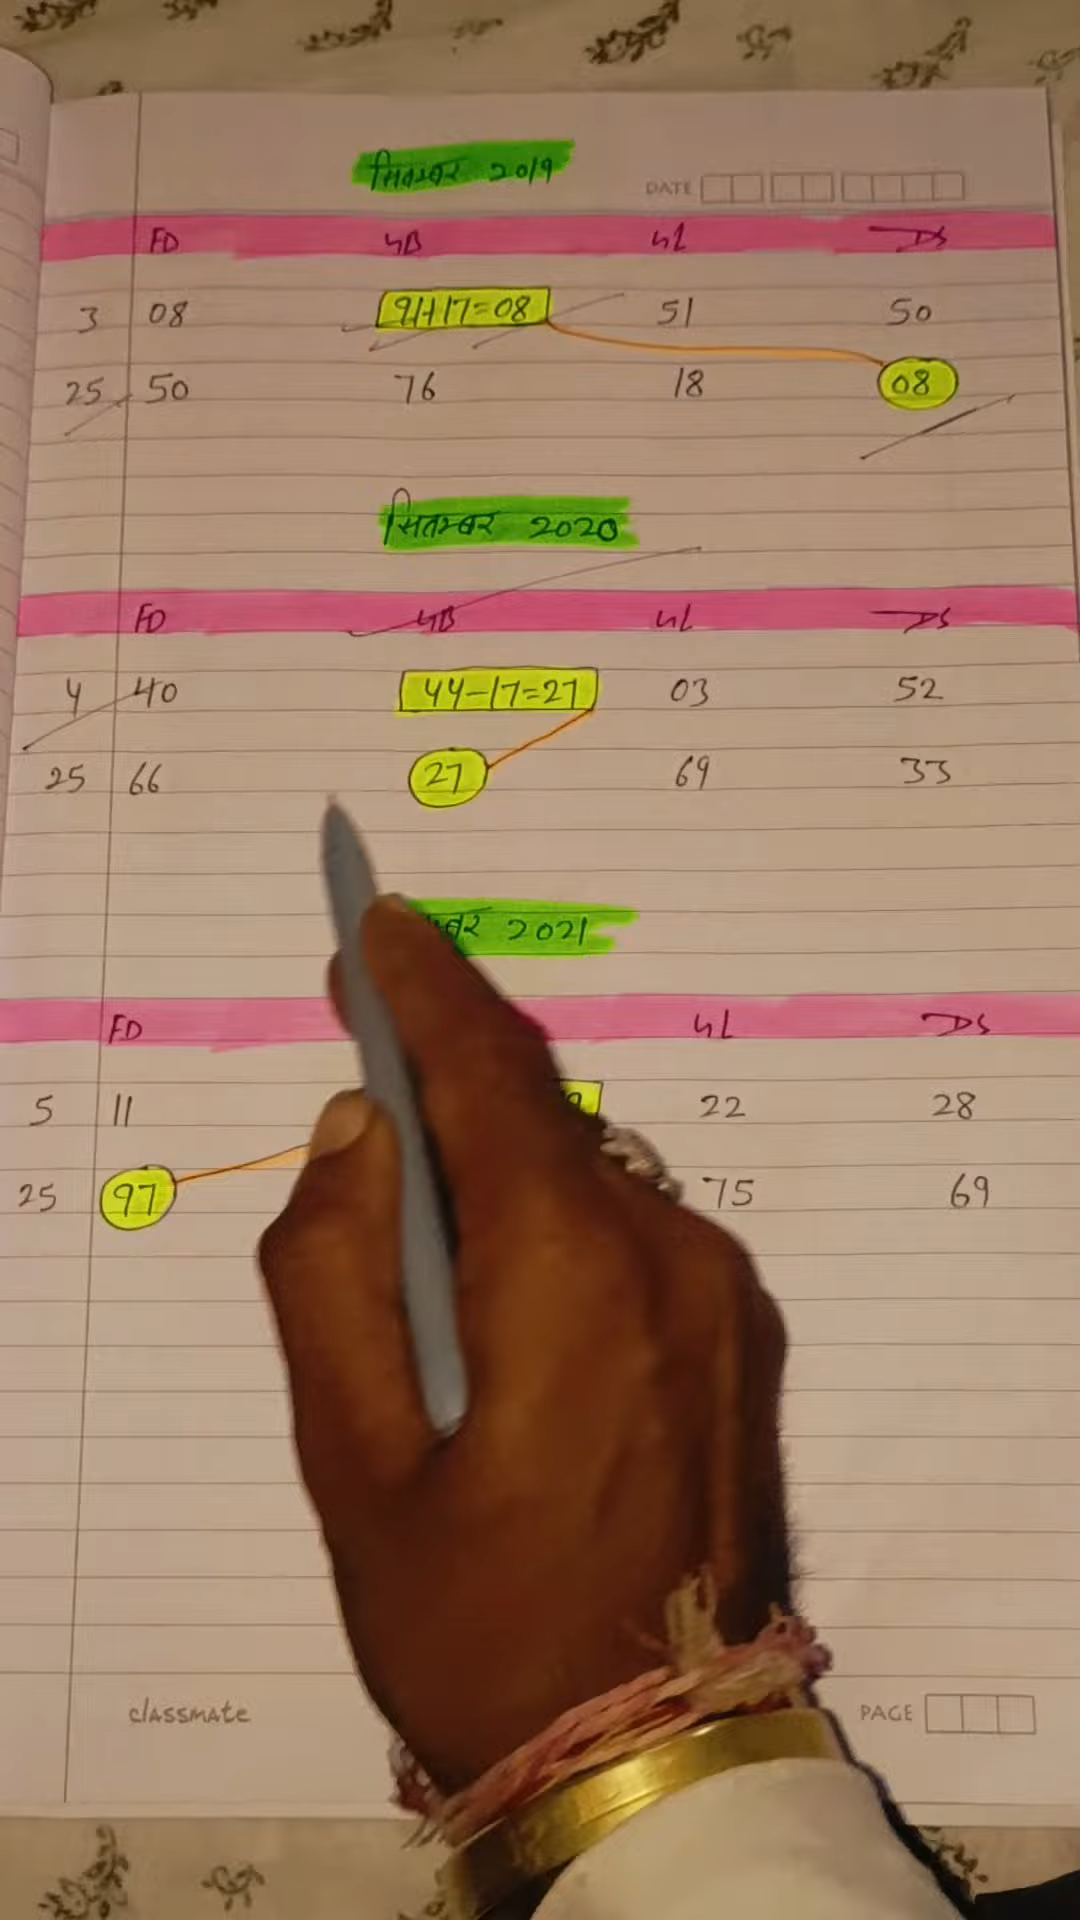 सितम्बर 2019
DATE
FD GB GL DS
3 08 91+17=08 51 50
25 50 76 18 08
सितम्बर 2020
FD GB GL DS
4 40 44-17=27 03 52
25 66 27 69 33
2021
FD GL DS
5 11 22 28
25 97 75 69
classmate PAGE